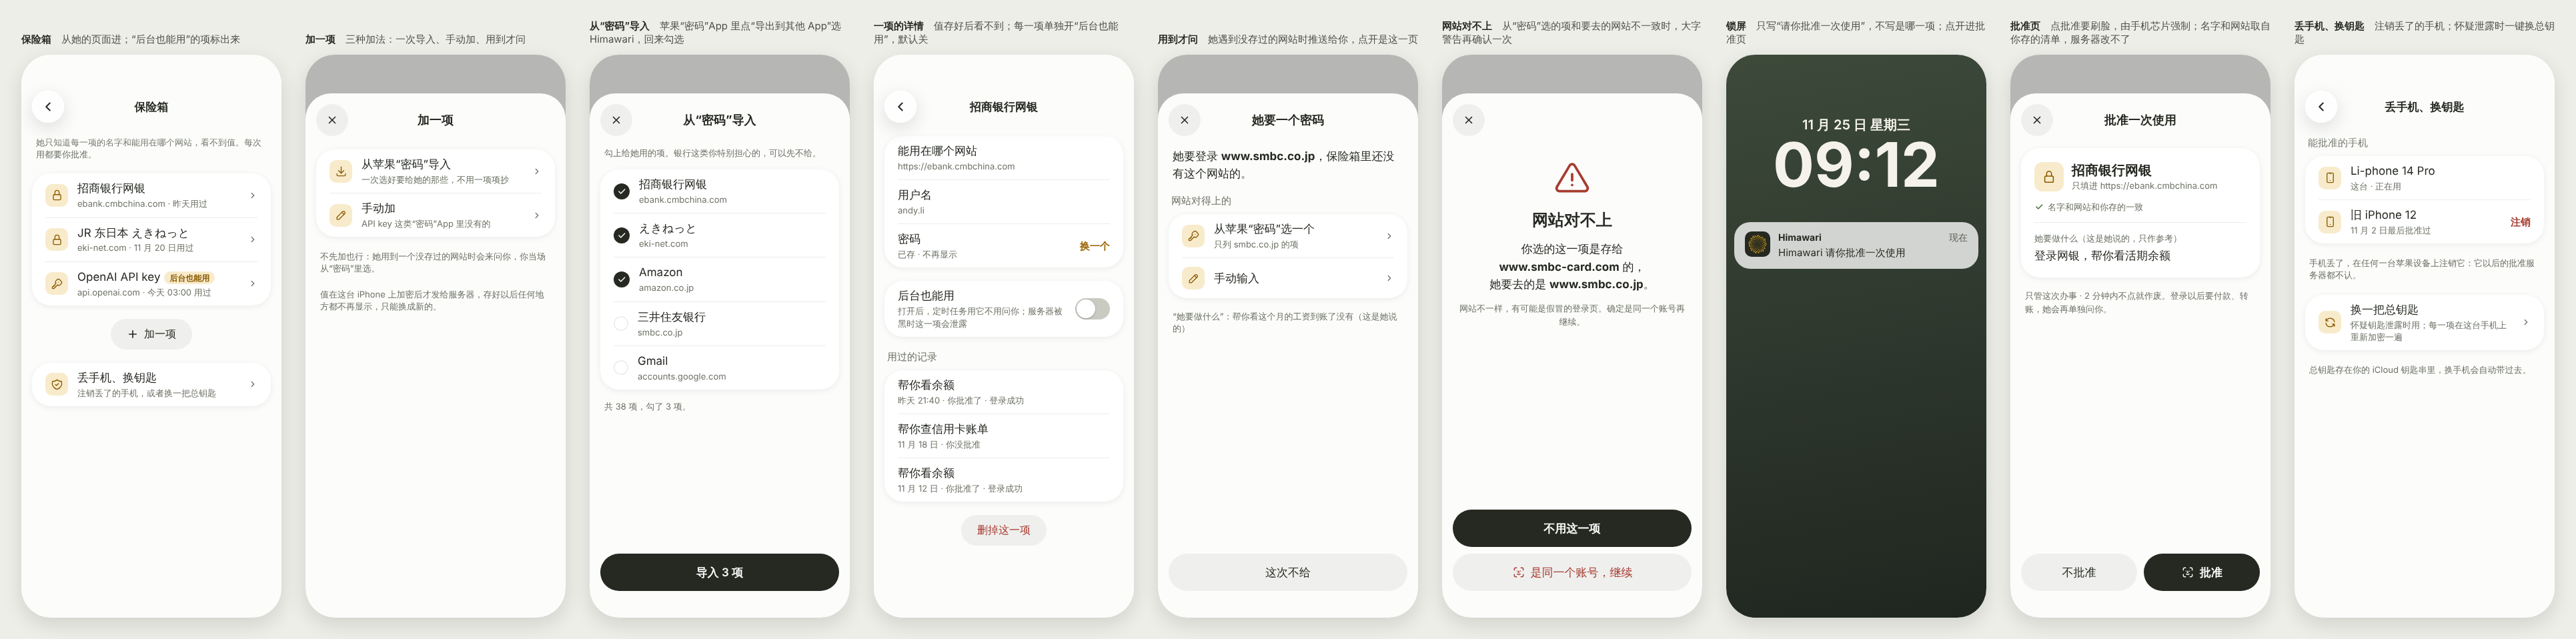 保险箱 从她的页面进；“后台也能用”的项标出来
保险箱
她只知道每一项的名字和能用在哪个网站，看不到值。每次
用都要你批准。
招商银行网银
ebank.cmbchina.com · 昨天用过
JR 东日本 えきねっと
eki-net.com · 11 月 20 日用过
OpenAI API key 后台也能用
api.openai.com · 今天 03:00 用过
加一项
丢手机、换钥匙
注销丢了的手机，或者换一把总钥匙
加一项 三种加法：一次导入、手动加、用到才问
加一项
从苹果“密码”导入
一次选好要给她的那些，不用一项项抄
手动加
API key 这类“密码”App 里没有的
不先加也行：她用到一个没存过的网站时会来问你，你当场
从“密码”里选。
值在这台 iPhone 上加密后才发给服务器，存好以后任何地
方都不再显示，只能换成新的。
从“密码”导入 苹果“密码”App 里点“导出到其他 App”选
Himawari，回来勾选
从“密码”导入
勾上给她用的项。银行这类你特别担心的，可以先不给。
招商银行网银
ebank.cmbchina.com
えきねっと
eki-net.com
Amazon
amazon.co.jp
三井住友银行
smbc.co.jp
Gmail
accounts.google.com
共 38 项，勾了 3 项。
导入 3 项
一项的详情 值存好后看不到；每一项单独开“后台也能
用”，默认关
招商银行网银
能用在哪个网站
https://ebank.cmbchina.com
用户名
andy.li
密码
已存 · 不再显示
换一个
后台也能用
打开后，定时任务用它不用问你；服务器被
黑时这一项会泄露
用过的记录
帮你看余额
昨天 21:40 · 你批准了 · 登录成功
帮你查信用卡账单
11 月 18 日 · 你没批准
帮你看余额
11 月 12 日 · 你批准了 · 登录成功
删掉这一项
用到才问 她遇到没存过的网站时推送给你，点开是这一页
她要一个密码
她要登录 www.smbc.co.jp，保险箱里还没
有这个网站的。
网站对得上的
从苹果“密码”选一个
只列 smbc.co.jp 的项
手动输入
“她要做什么”：帮你看这个月的工资到账了没有（这是她说
的）
这次不给
网站对不上 从“密码”选的项和要去的网站不一致时，大字
警告再确认一次
网站对不上
你选的这一项是存给
www.smbc-card.com 的，
她要去的是 www.smbc.co.jp。
网站不一样，有可能是假冒的登录页。确定是同一个账号再
继续。
不用这一项
是同一个账号，继续
锁屏 只写“请你批准一次使用”，不写是哪一项；点开进批
准页
11 月 25 日 星期三
09:12
Himawari
现在
Himawari 请你批准一次使用
批准页 点批准要刷脸，由手机芯片强制；名字和网站取自
你存的清单，服务器改不了
批准一次使用
招商银行网银
只填进 https://ebank.cmbchina.com
名字和网站和你存的一致
她要做什么（这是她说的，只作参考）
登录网银，帮你看活期余额
只管这次办事 · 2 分钟内不点就作废。登录以后要付款、转
账，她会再单独问你。
不批准
批准
丢手机、换钥匙 注销丢了的手机；怀疑泄露时一键换总钥
匙
丢手机、换钥匙
能批准的手机
Li-phone 14 Pro
这台 · 正在用
旧 iPhone 12
11 月 2 日最后批准过
注销
手机丢了，在任何一台苹果设备上注销它：它以后的批准服
务器都不认。
换一把总钥匙
怀疑钥匙泄露时用；每一项在这台手机上
重新加密一遍
总钥匙存在你的 iCloud 钥匙串里，换手机会自动带过去。